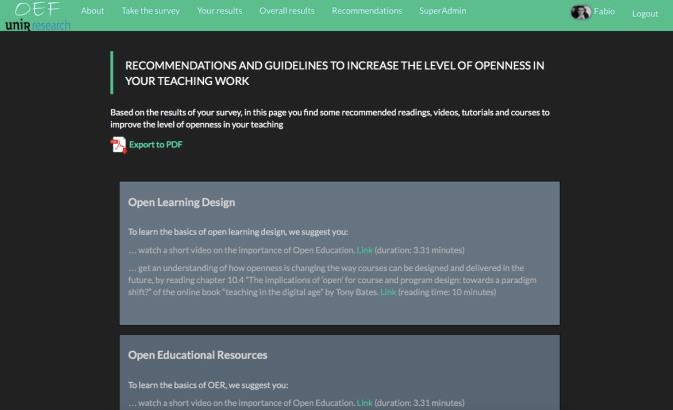 OEF
unir research
About Take the survey Your results Overall results Recommendations SuperAdmin Fabio Logout
RECOMMENDATIONS AND GUIDELINES TO INCREASE THE LEVEL OF OPENNESS IN
YOUR TEACHING WORK
Based on the results of your survey, in this page you find some recommended readings, videos, tutorials and courses to
improve the level of openness in your teaching
Export to PDF
Open Learning Design
To learn the basics of open learning design, we suggest you:
... watch a short video on the importance of Open Education. Link (duration: 3.31 minutes)
... get an understanding of how openness is changing the way courses can be designed and delivered in the
future, by reading chapter 10.4 "The implications of 'open' for course and program design: towards a paradigm
shift?" of the online book "teaching in the digital age" by Tony Bates. Link (reading time: 10 minutes)
Open Educational Resources
To learn the basics of OER, we suggest you:
... watch a short video on the importance of Open Education. Link (duration: 3.31 minutes)